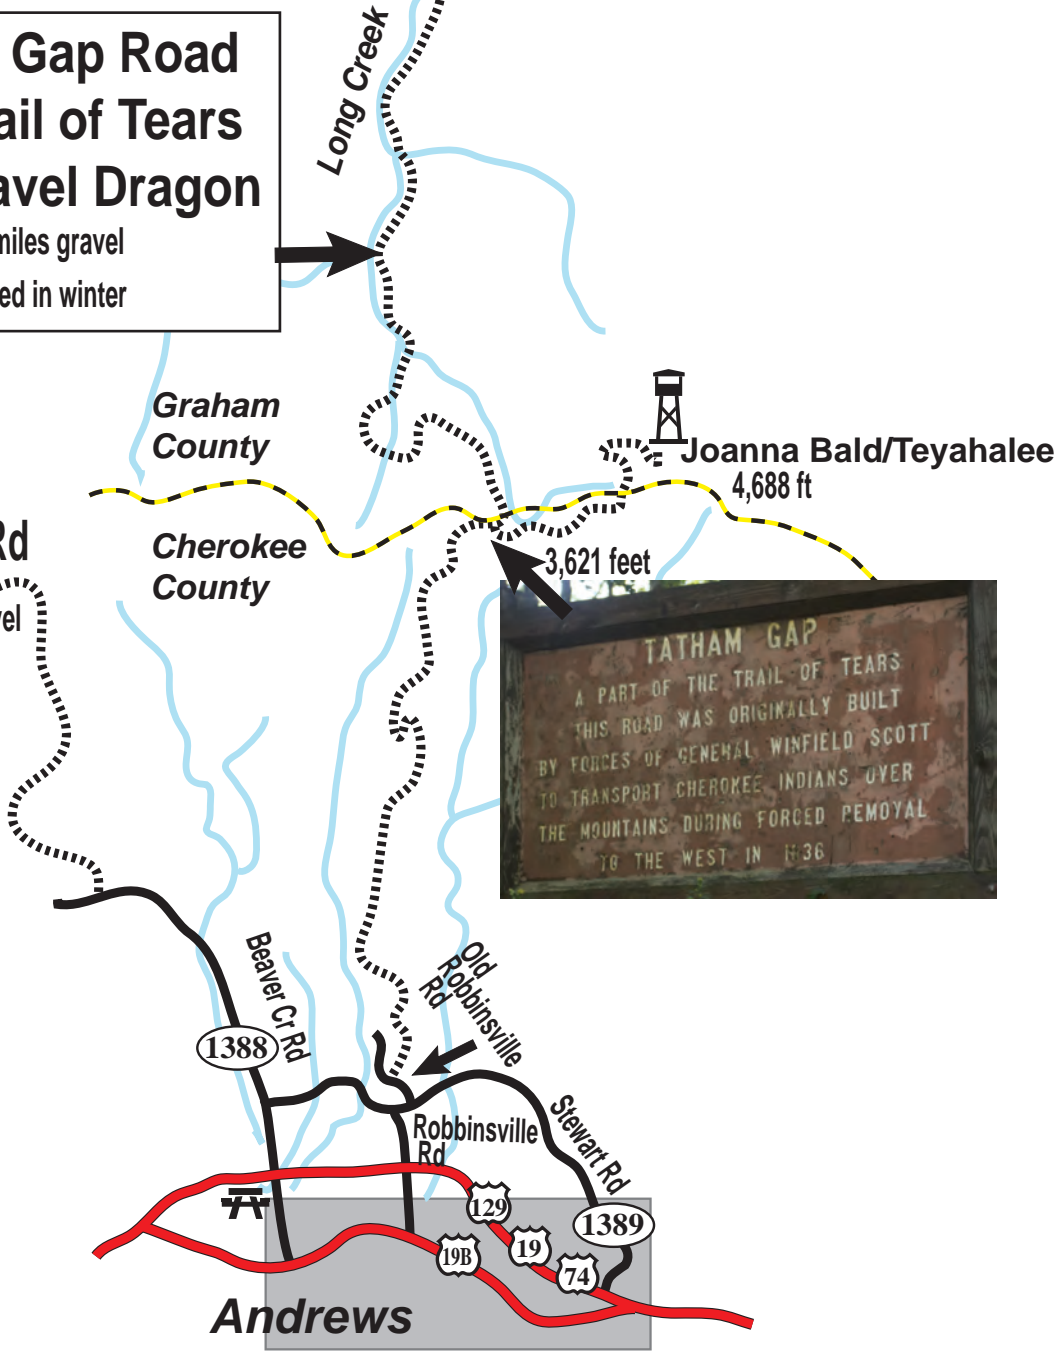 Gap Road
ail of Tears
avel Dragon
miles gravel
ed in winter
Long Creek
Graham
County
Joanna Bald/Teyahalee
4,688 ft
Cherokee
County
3,621 feet
Rd
vel
TATHAM GAP
A PART OF THE TRAIL OF TEARS
THIS ROAD WAS ORIGINALLY BUILT
BY FORCES OF GENERAL WINFIELD SCOTT
TO TRANSPORT CHEROKEE INDIANS OVER
THE MOUNTAINS DURING FORCED REMOVAL
TO THE WEST IN 36
Beaver Cr Rd
1388
Old
Robbinsville
Rd
Robbinsville
Rd
Stewart Rd
1389
129
19
19B
74
Andrews